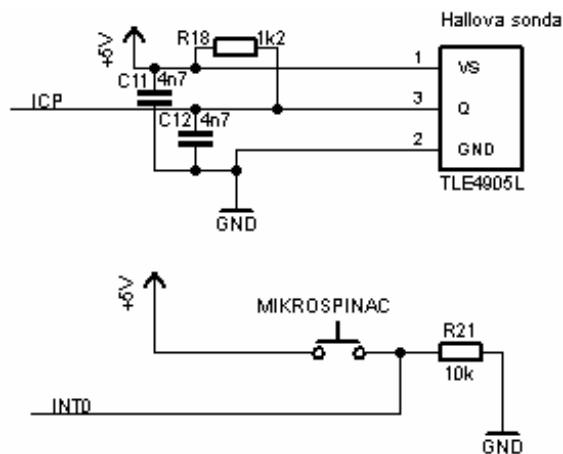 Hallova sonda
+5V
R18
1k2
1
VS
C11
4n7
ICP
3
Q
C12
4n7
2
GND
TLE4905L
GND
+5V
MIKROSPINAC
R21
10k
INT0
GND